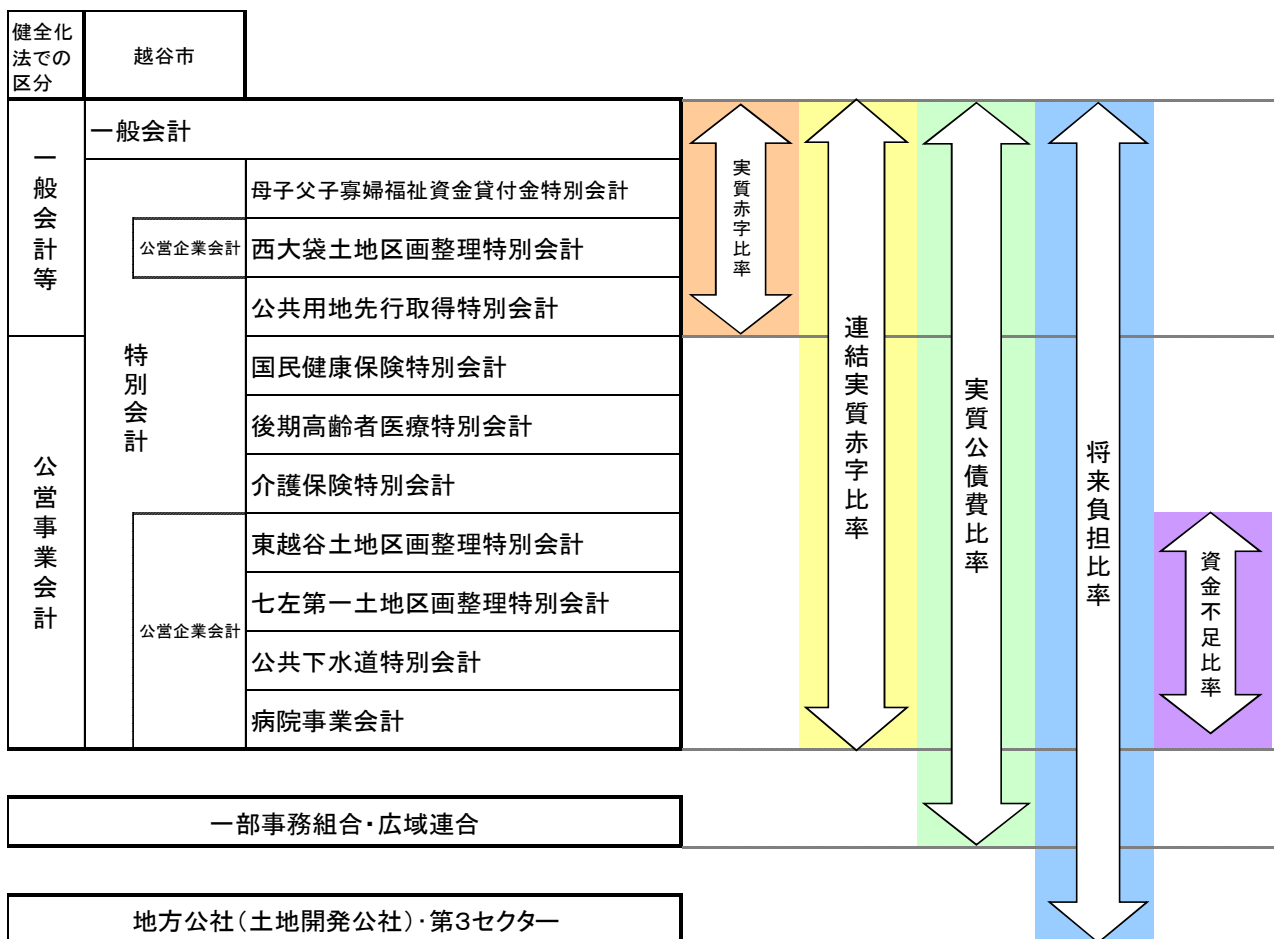 健全化
法での
区分
越谷市
一般会計等
一般会計
特別会計
母子父子寡婦福祉資金貸付金特別会計
公営企業会計
西大袋土地区画整理特別会計
公共用地先行取得特別会計
公営事業会計
国民健康保険特別会計
後期高齢者医療特別会計
介護保険特別会計
公営企業会計
東越谷土地区画整理特別会計
七左第一土地区画整理特別会計
公共下水道特別会計
病院事業会計
実質赤字比率
連結実質赤字比率
実質公債費比率
将来負担比率
資金不足比率
一部事務組合・広域連合
地方公社(土地開発公社)・第3セクター